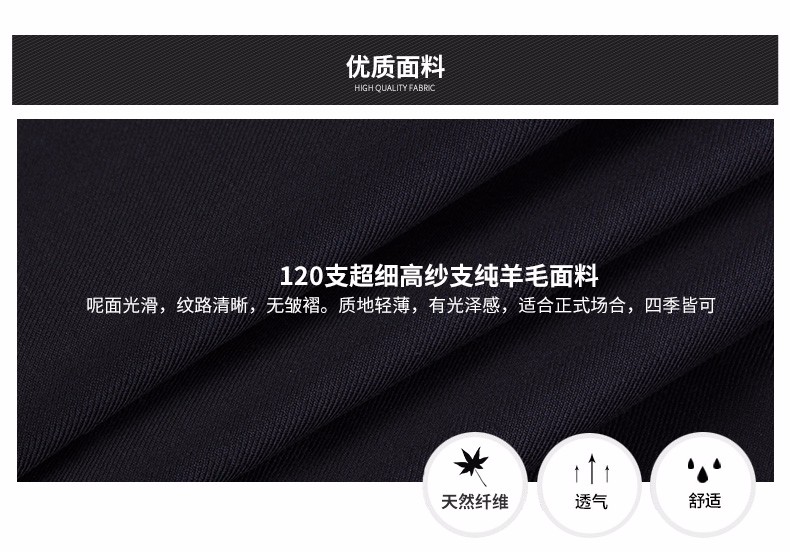 优质面料
HIGH QUALITY FABRIC
120支超细高纱支纯羊毛面料
呢面光滑，纹路清晰，无皱褶。质地轻薄，有光泽感，适合正式场合，四季皆可
天然纤维
透气
舒适